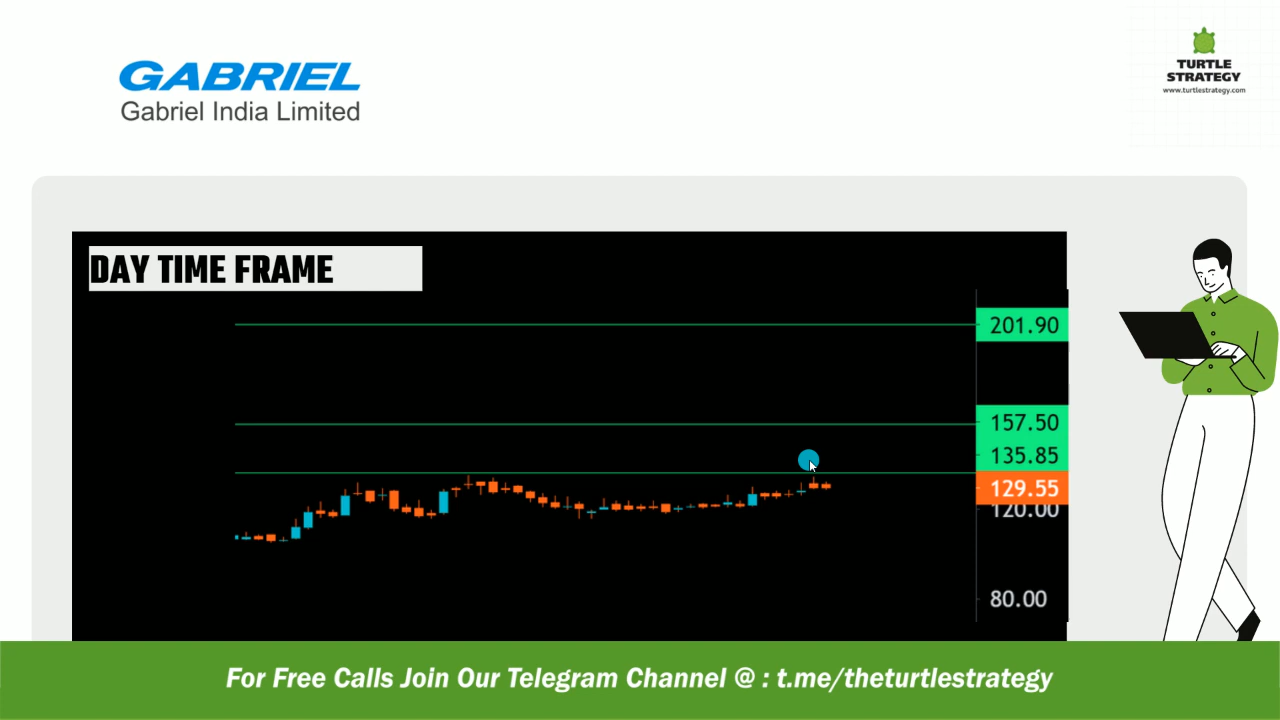 GABRIEL
Gabriel India Limited
TURTLE
STRATEGY
www.turtlestrategy.com
DAY TIME FRAME
201.90
157.50
135.85
129.55
120.00
80.00
For Free Calls Join Our Telegram Channel @ : t.me/theturtlestrategy